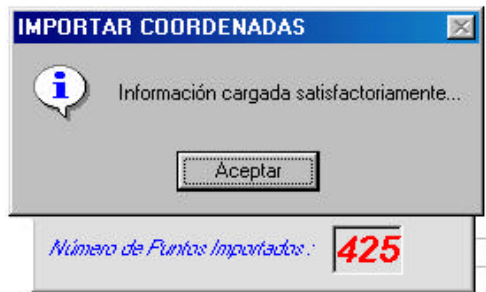 IMPORTAR COORDENADAS
Información cargada satisfactoriamente...
Aceptar
Número de Puntos Importados : 425